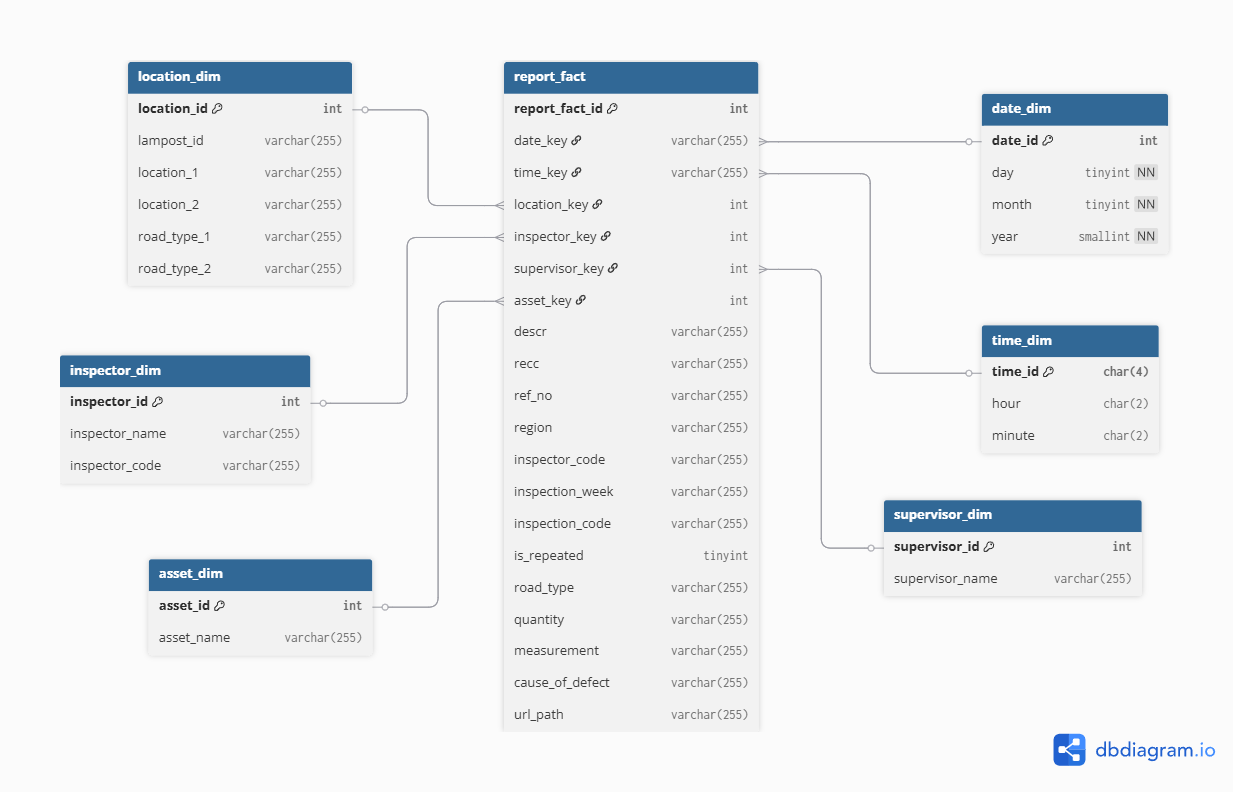 location_dim
location_id int
lampost_id varchar(255)
location_1 varchar(255)
location_2 varchar(255)
road_type_1 varchar(255)
road_type_2 varchar(255)
inspector_dim
inspector_id int
inspector_name varchar(255)
inspector_code varchar(255)
asset_dim
asset_id int
asset_name varchar(255)
report_fact
report_fact_id int
date_key varchar(255)
time_key varchar(255)
location_key int
inspector_key int
supervisor_key int
asset_key int
descr varchar(255)
recc varchar(255)
ref_no varchar(255)
region varchar(255)
inspector_code varchar(255)
inspection_week varchar(255)
inspection_code varchar(255)
is_repeated tinyint
road_type varchar(255)
quantity varchar(255)
measurement varchar(255)
cause_of_defect varchar(255)
url_path varchar(255)
date_dim
date_id int
day tinyint NN
month tinyint NN
year smallint NN
time_dim
time_id char(4)
hour char(2)
minute char(2)
supervisor_dim
supervisor_id int
supervisor_name varchar(255)
dbdiagram.io